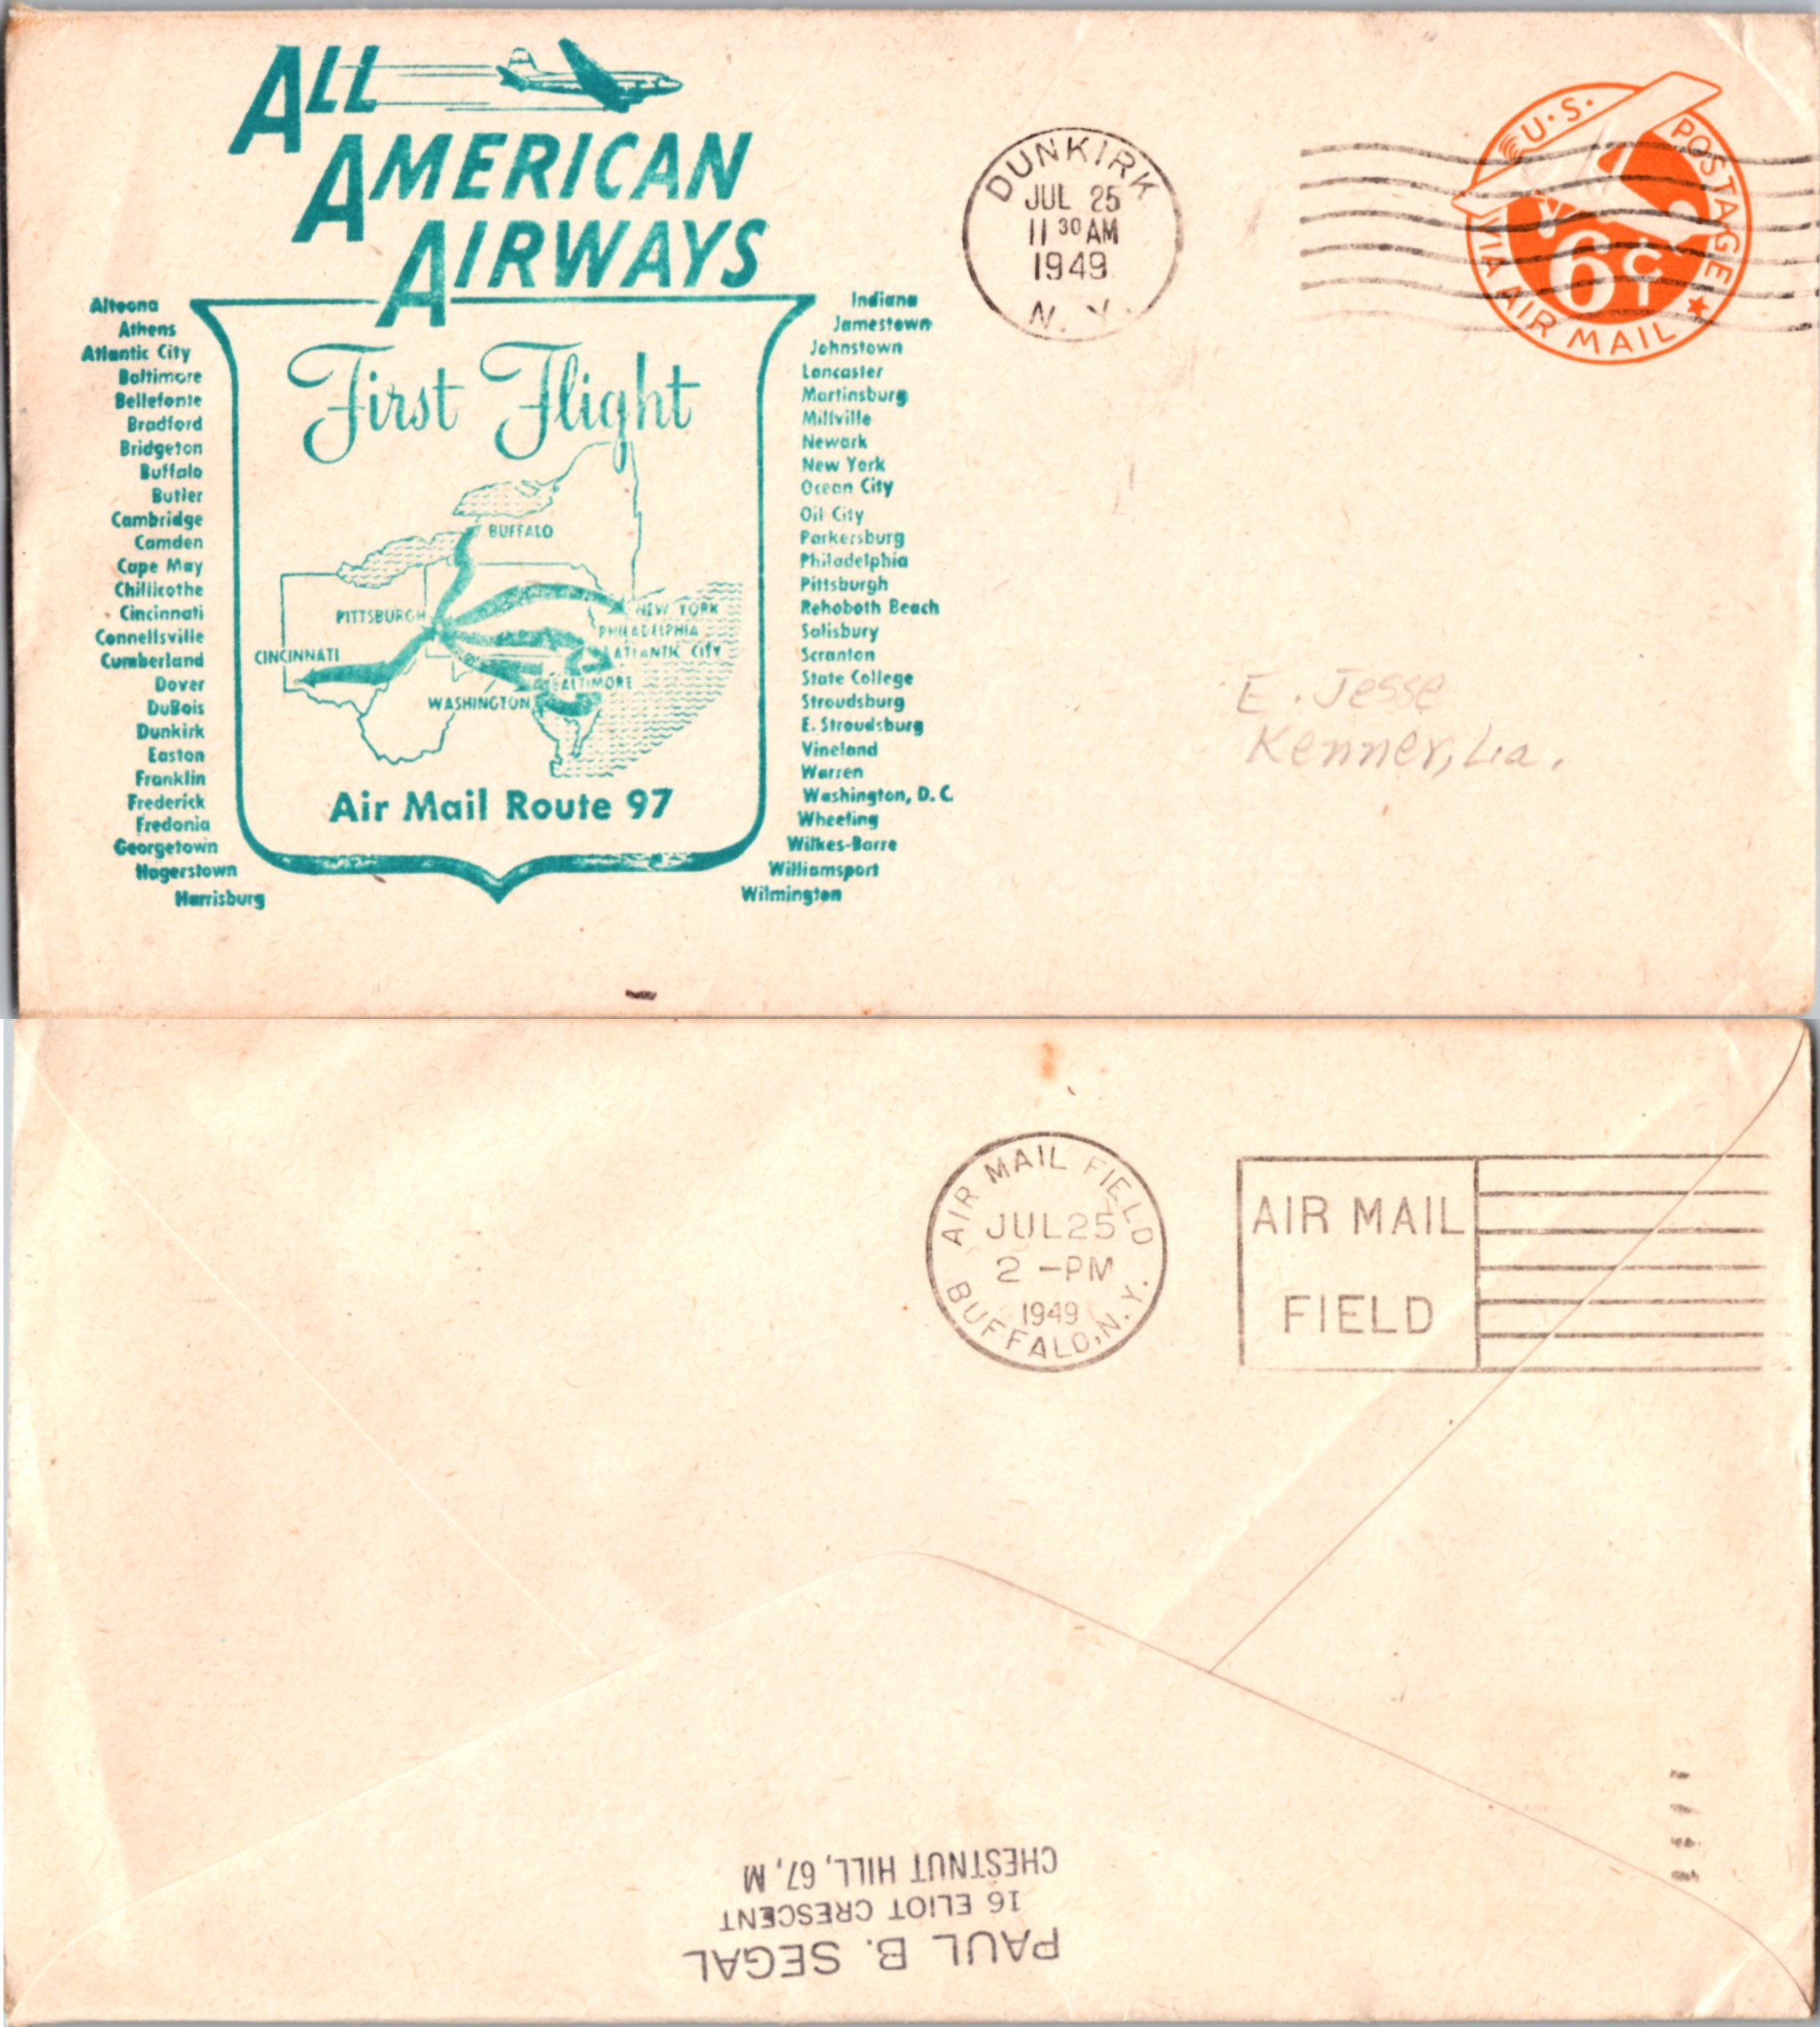 ALL
AMERICAN
AIRWAYS
First Flight
BUFFALO
PITTSBURGH
NEW YORK
PHILADELPHIA
ATLANTIC CITY
CINCINNATI
BALTIMORE
WASHINGTON
Air Mail Route 97
Altoona
Athens
Atlantic City
Baltimore
Bellefonte
Bradford
Bridgeton
Buffalo
Butler
Cambridge
Camden
Cape May
Chillicothe
Cincinnati
Connellsville
Cumberland
Dover
DuBois
Dunkirk
Easton
Franklin
Frederick
Fredonia
Georgetown
Hagerstown
Harrisburg
Indiana
Jamestown
Johnstown
Lancaster
Martinsburg
Millville
Newark
New York
Ocean City
Oil City
Parkersburg
Philadelphia
Pittsburgh
Rehoboth Beach
Salisbury
Scranton
State College
Stroudsburg
E. Stroudsburg
Vineland
Warren
Washington, D. C.
Wheeling
Wilkes-Barre
Williamsport
Wilmington
DUNKIRK
JUL 25
11 30 AM
1949
N. Y.
U.S. POSTAGE
6¢
VIA AIR MAIL
E. Jesse
Kenner, La.
AIR MAIL FIELD
JUL 25
2 -PM
1949
BUFFALO, N.Y.
AIR MAIL
FIELD
PAUL B. SEGAL
16 ELIOT CRESCENT
CHESTNUT HILL, 67, M